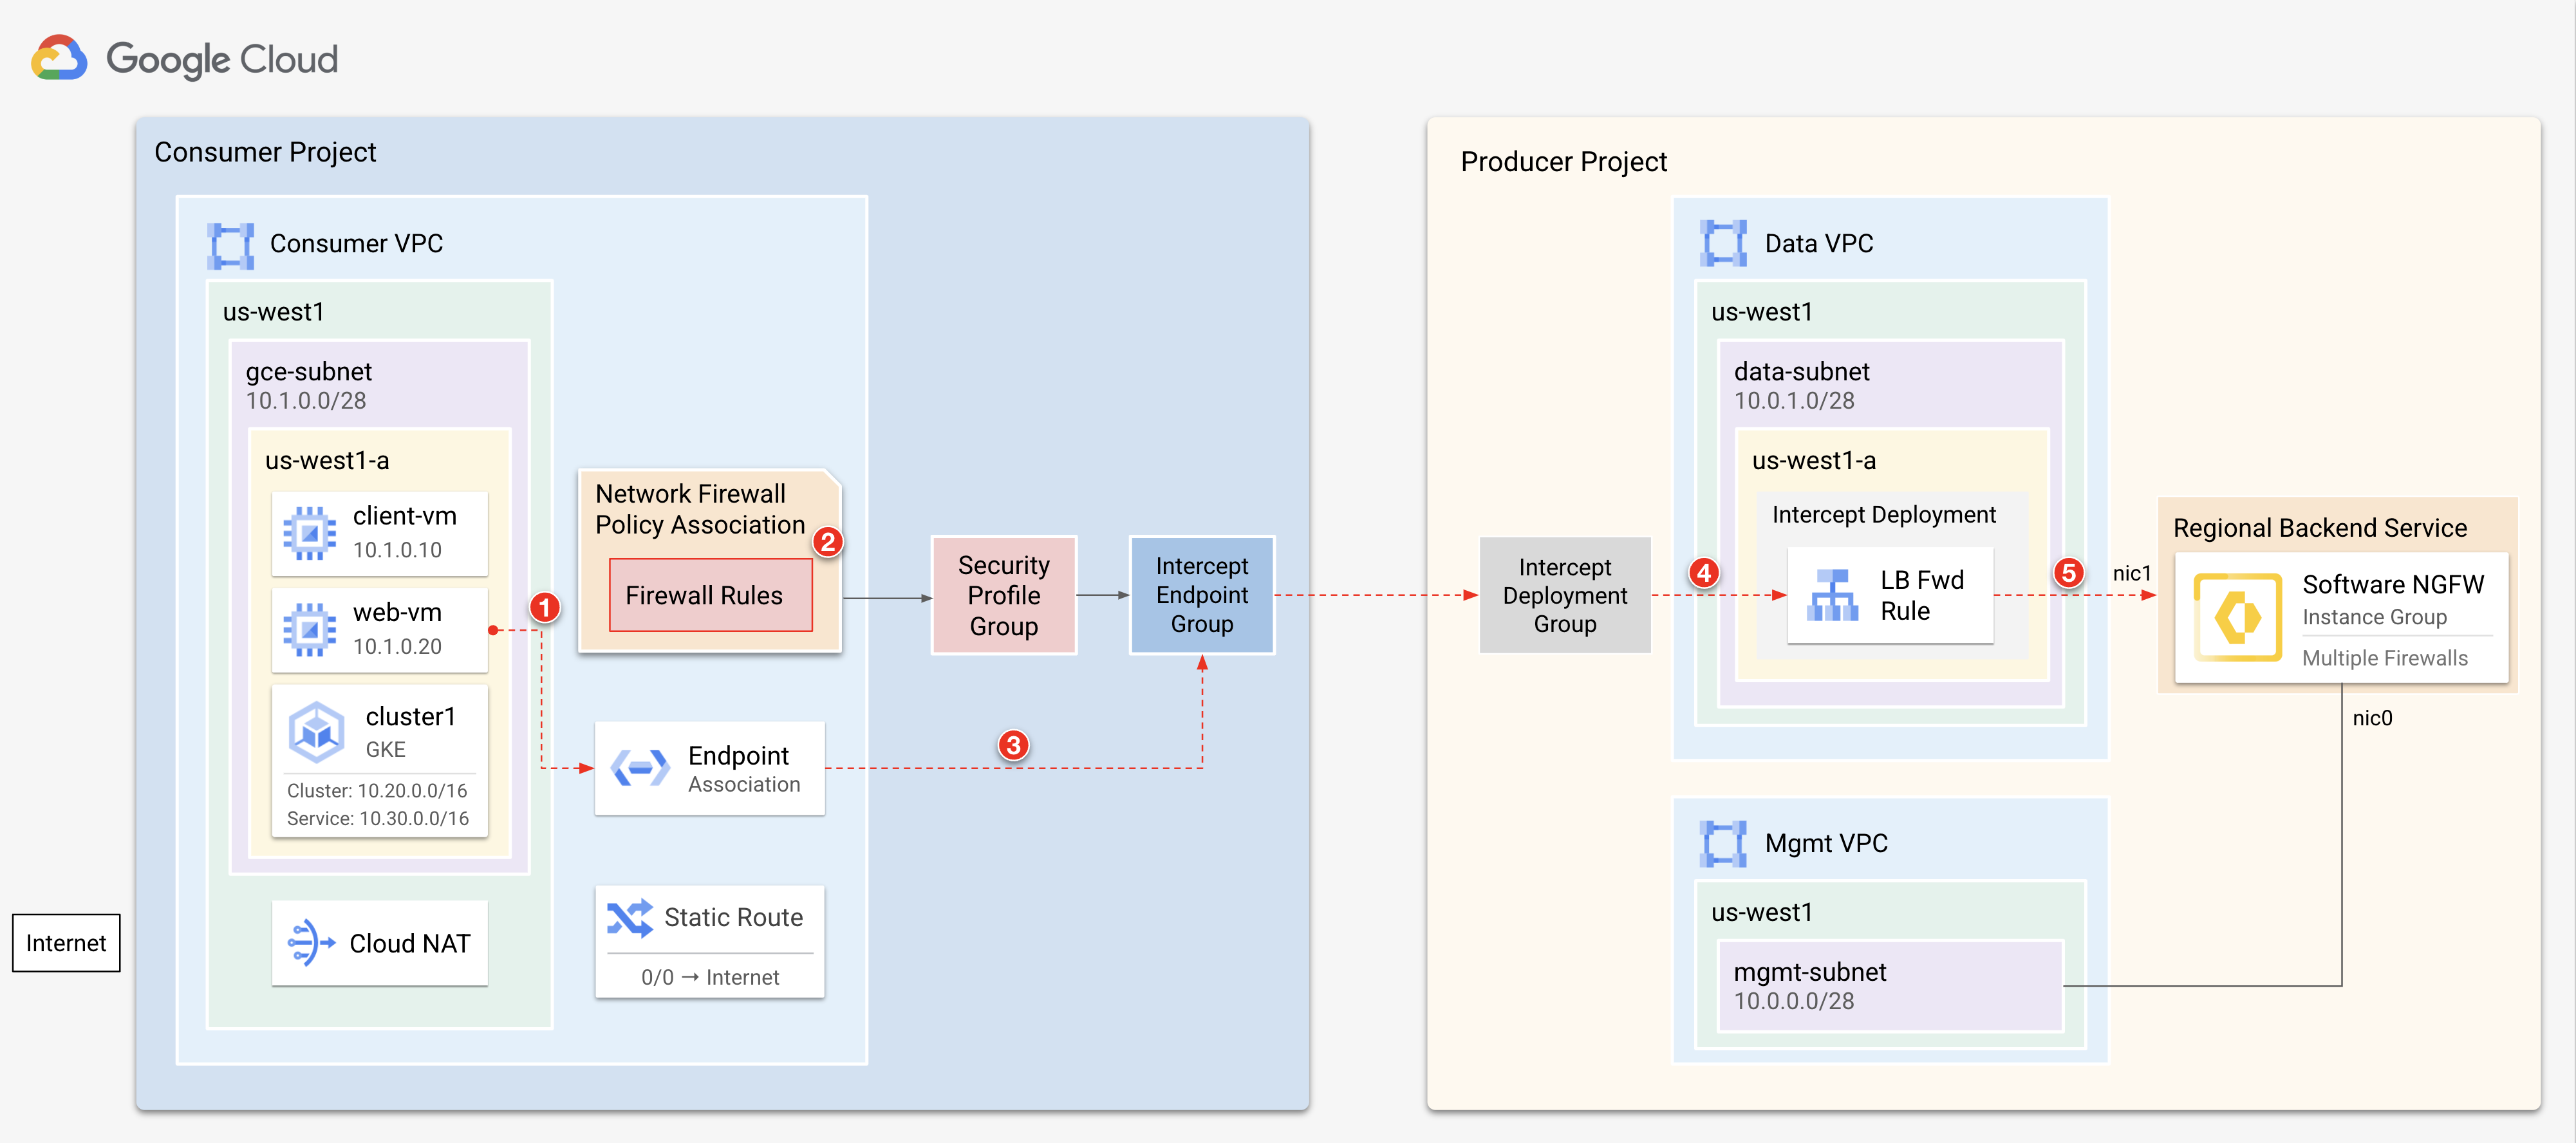 Google Cloud
Consumer Project
Consumer VPC
us-west1
gce-subnet
10.1.0.0/28
us-west1-a
client-vm
10.1.0.10
web-vm
10.1.0.20
cluster1
GKE
Cluster: 10.20.0.0/16
Service: 10.30.0.0/16
Cloud NAT
Internet
1
Network Firewall
Policy Association
2
Firewall Rules
Endpoint
Association
3
Static Route
0/0 → Internet
Security
Profile
Group
Intercept
Endpoint
Group
Producer Project
Intercept
Deployment
Group
4
Data VPC
us-west1
data-subnet
10.0.1.0/28
us-west1-a
Intercept Deployment
LB Fwd
Rule
5
nic1
Regional Backend Service
Software NGFW
Instance Group
Multiple Firewalls
nic0
Mgmt VPC
us-west1
mgmt-subnet
10.0.0.0/28